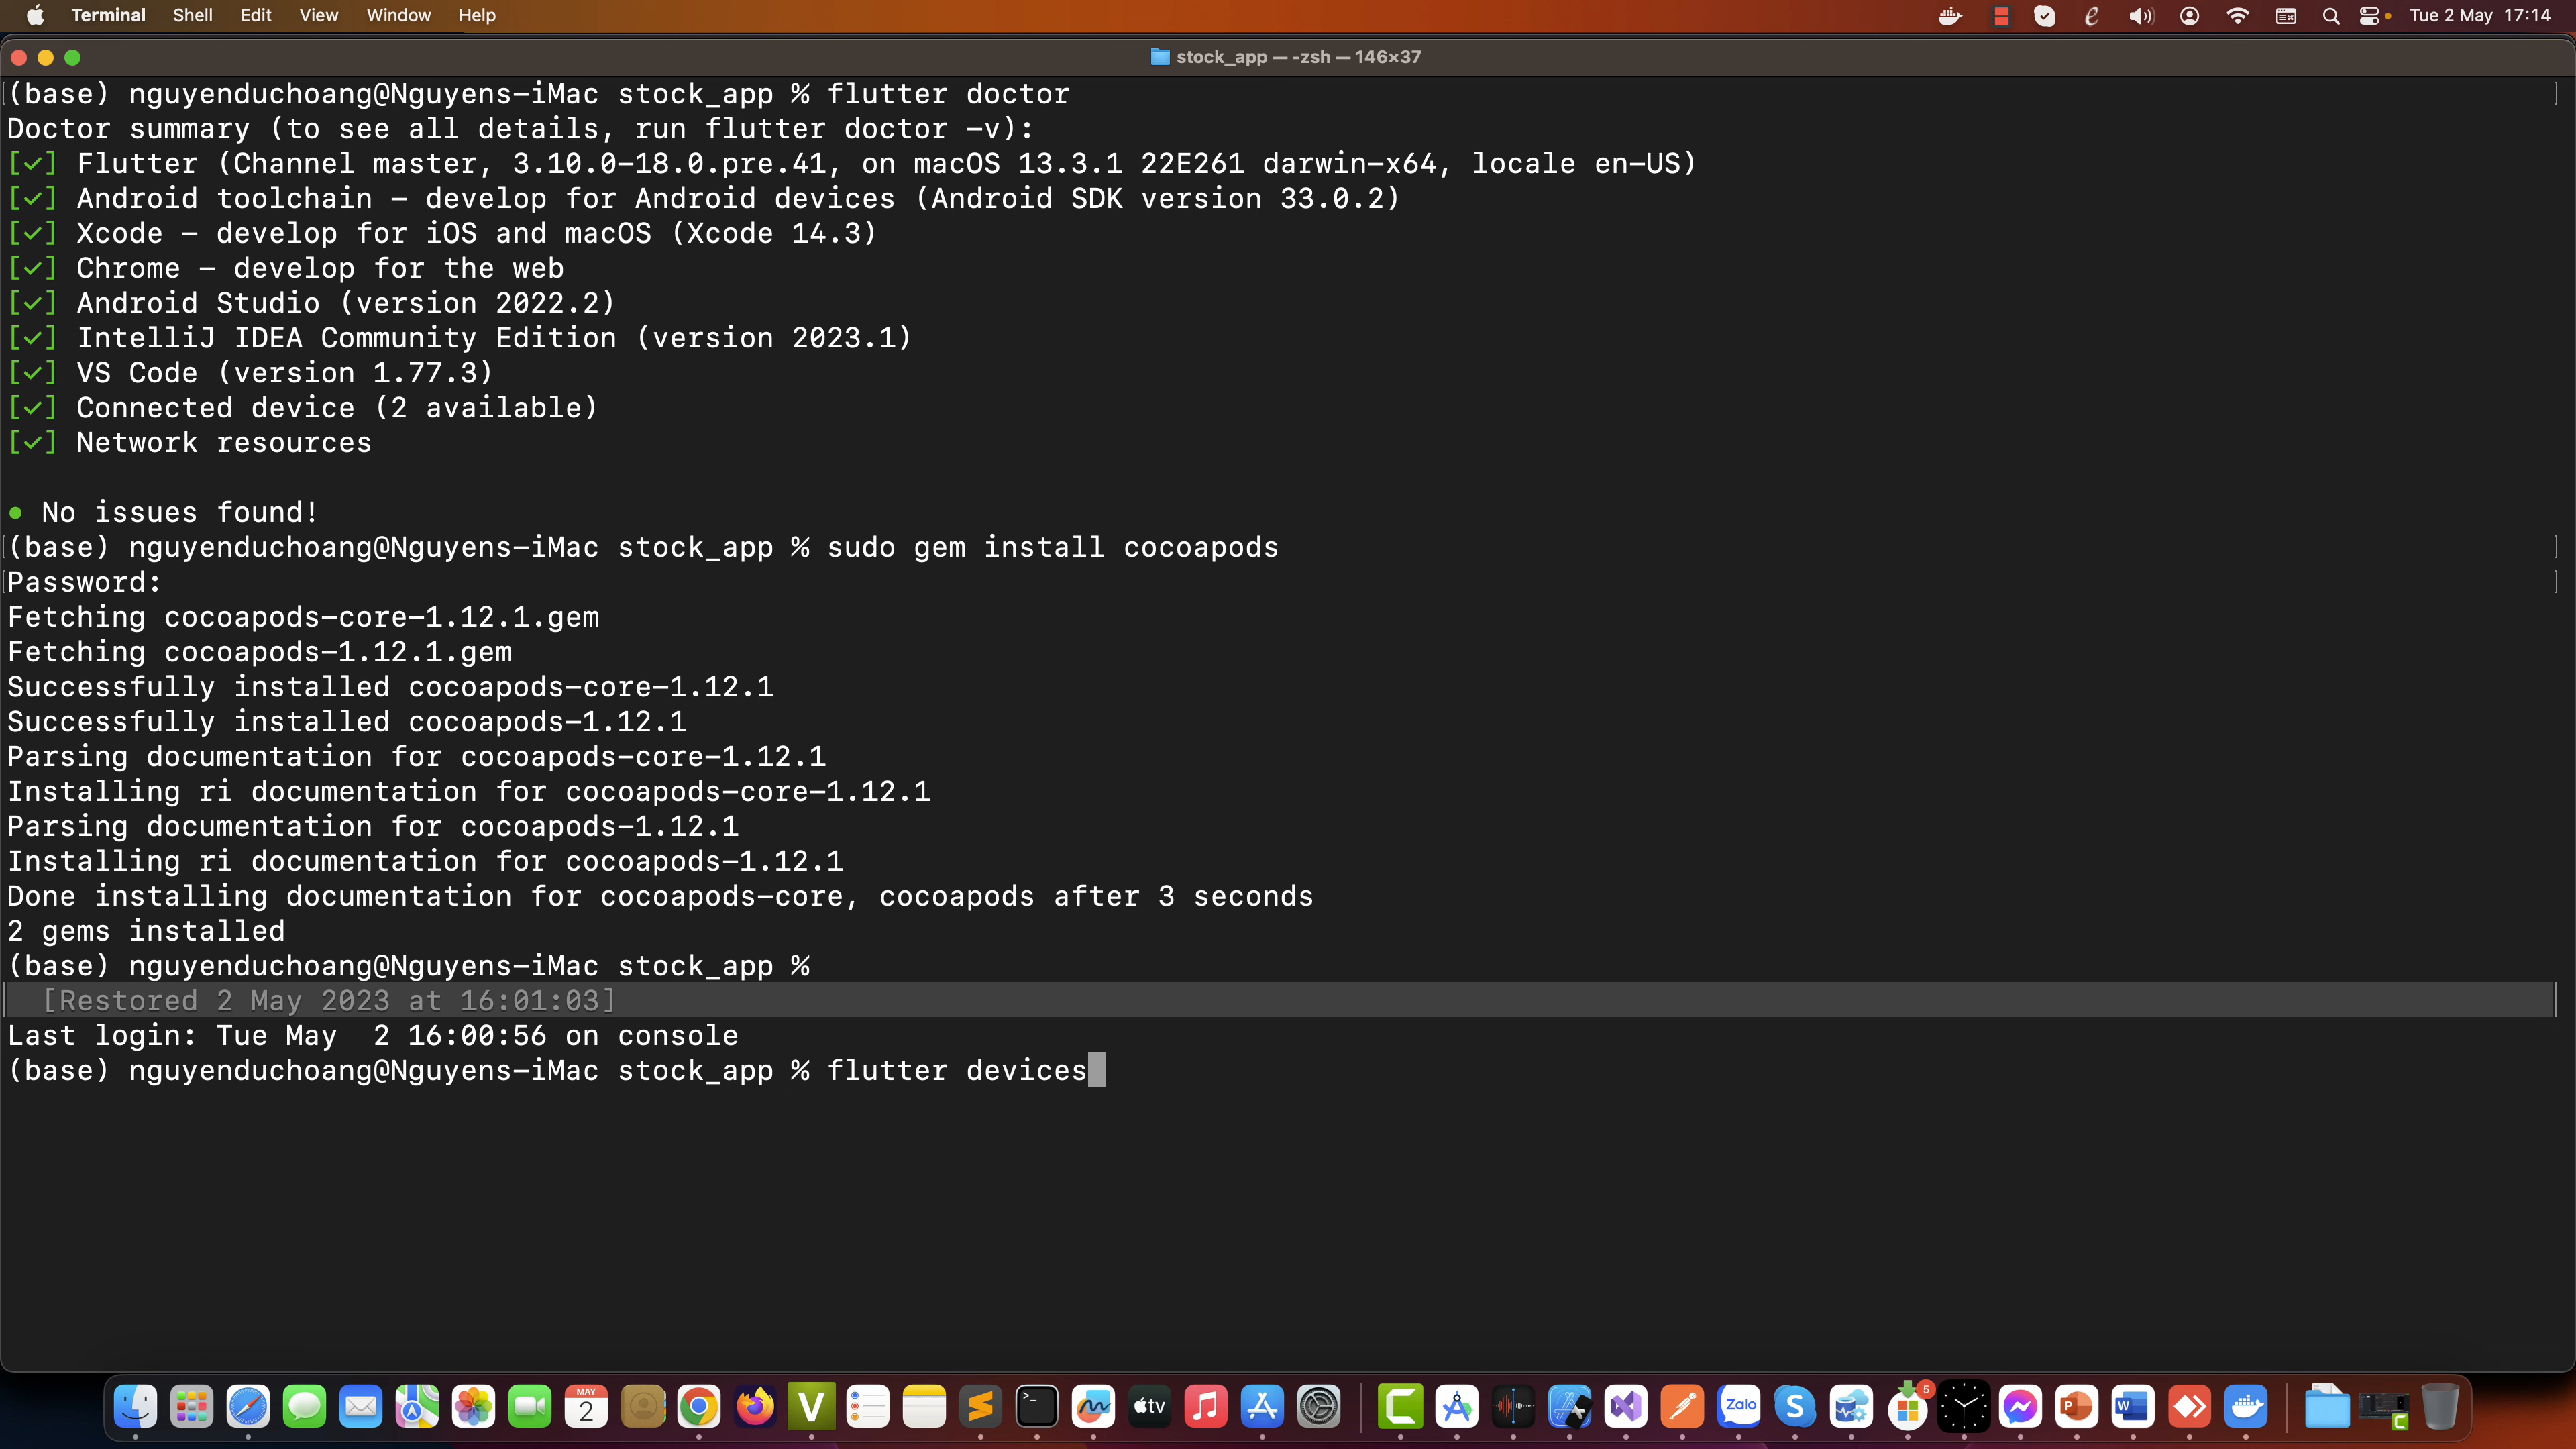 Terminal Shell Edit View Window Help Tue 2 May 17:14
stock_app — -zsh — 146×37
(base) nguyenduchoang@Nguyens-iMac stock_app % flutter doctor
Doctor summary (to see all details, run flutter doctor -v):
[✓] Flutter (Channel master, 3.10.0-18.0.pre.41, on macOS 13.3.1 22E261 darwin-x64, locale en-US)
[✓] Android toolchain - develop for Android devices (Android SDK version 33.0.2)
[✓] Xcode - develop for iOS and macOS (Xcode 14.3)
[✓] Chrome - develop for the web
[✓] Android Studio (version 2022.2)
[✓] IntelliJ IDEA Community Edition (version 2023.1)
[✓] VS Code (version 1.77.3)
[✓] Connected device (2 available)
[✓] Network resources
• No issues found!
(base) nguyenduchoang@Nguyens-iMac stock_app % sudo gem install cocoapods
Password:
Fetching cocoapods-core-1.12.1.gem
Fetching cocoapods-1.12.1.gem
Successfully installed cocoapods-core-1.12.1
Successfully installed cocoapods-1.12.1
Parsing documentation for cocoapods-core-1.12.1
Installing ri documentation for cocoapods-core-1.12.1
Parsing documentation for cocoapods-1.12.1
Installing ri documentation for cocoapods-1.12.1
Done installing documentation for cocoapods-core, cocoapods after 3 seconds
2 gems installed
(base) nguyenduchoang@Nguyens-iMac stock_app %
[Restored 2 May 2023 at 16:01:03]
Last login: Tue May  2 16:00:56 on console
(base) nguyenduchoang@Nguyens-iMac stock_app % flutter devices
MAY
2
tv
Zalo
5